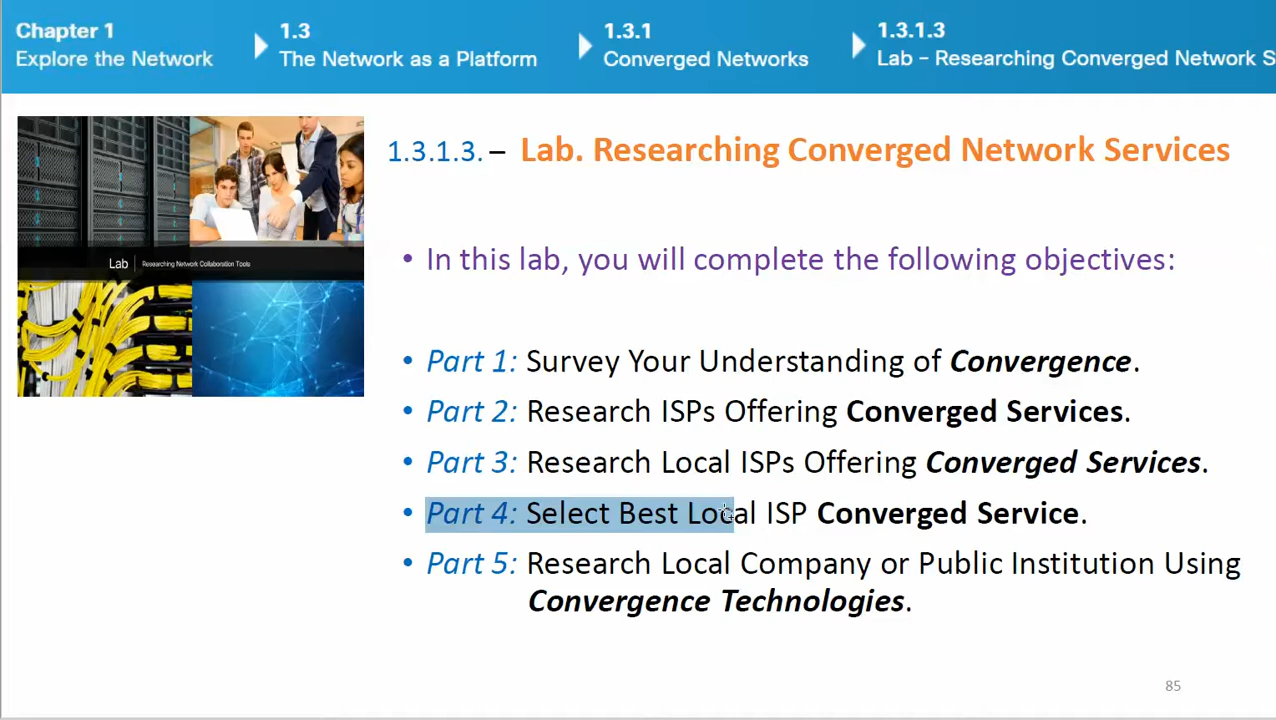 Chapter 1
Explore the Network
1.3
The Network as a Platform
1.3.1
Converged Networks
1.3.1.3
Lab – Researching Converged Network S
1.3.1.3. – Lab. Researching Converged Network Services
Lab | Researching Network Collaboration Tools
• In this lab, you will complete the following objectives:
• Part 1: Survey Your Understanding of Convergence.
• Part 2: Research ISPs Offering Converged Services.
• Part 3: Research Local ISPs Offering Converged Services.
• Part 4: Select Best Local ISP Converged Service.
• Part 5: Research Local Company or Public Institution Using
Convergence Technologies.
85